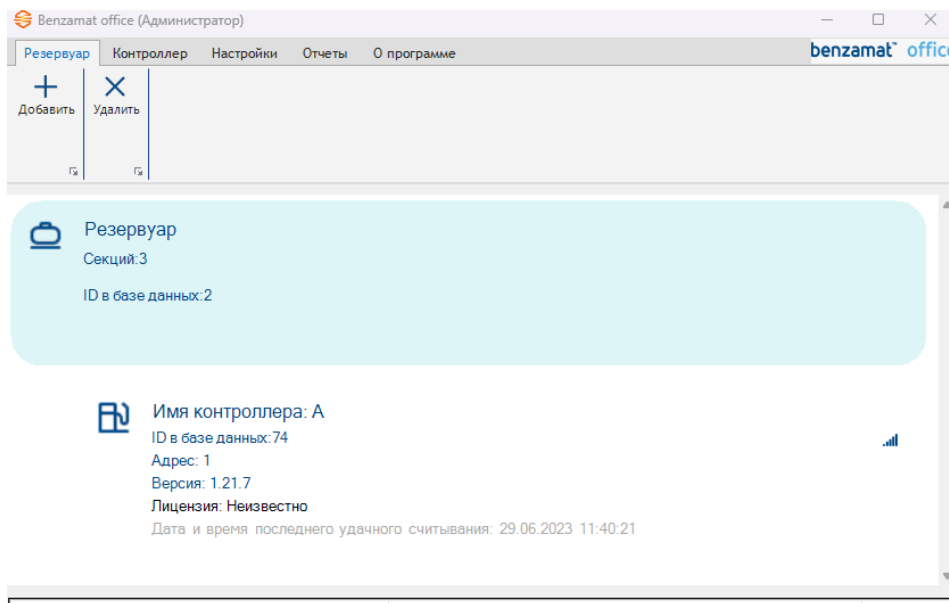 Benzamat office (Администратор)
Резервуар Контроллер Настройки Отчеты О программе
benzamat™ office
Добавить Удалить
Резервуар
Секций:3
ID в базе данных:2
Имя контроллера: A
ID в базе данных:74
Адрес: 1
Версия: 1.21.7
Лицензия: Неизвестно
Дата и время последнего удачного считывания: 29.06.2023 11:40:21